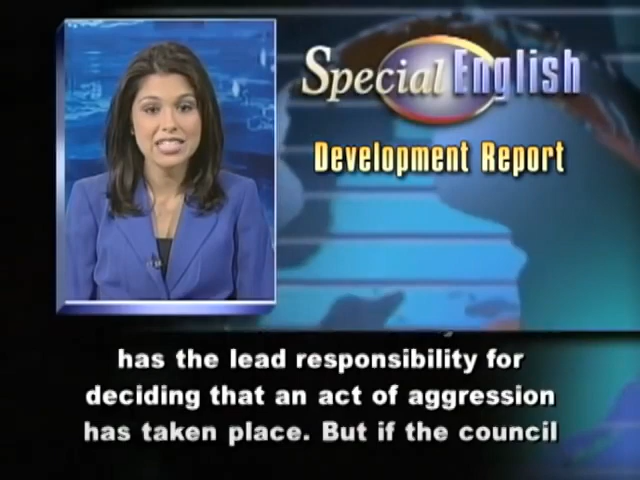 Special English
Development Report
has the lead responsibility for
deciding that an act of aggression
has taken place. But if the council